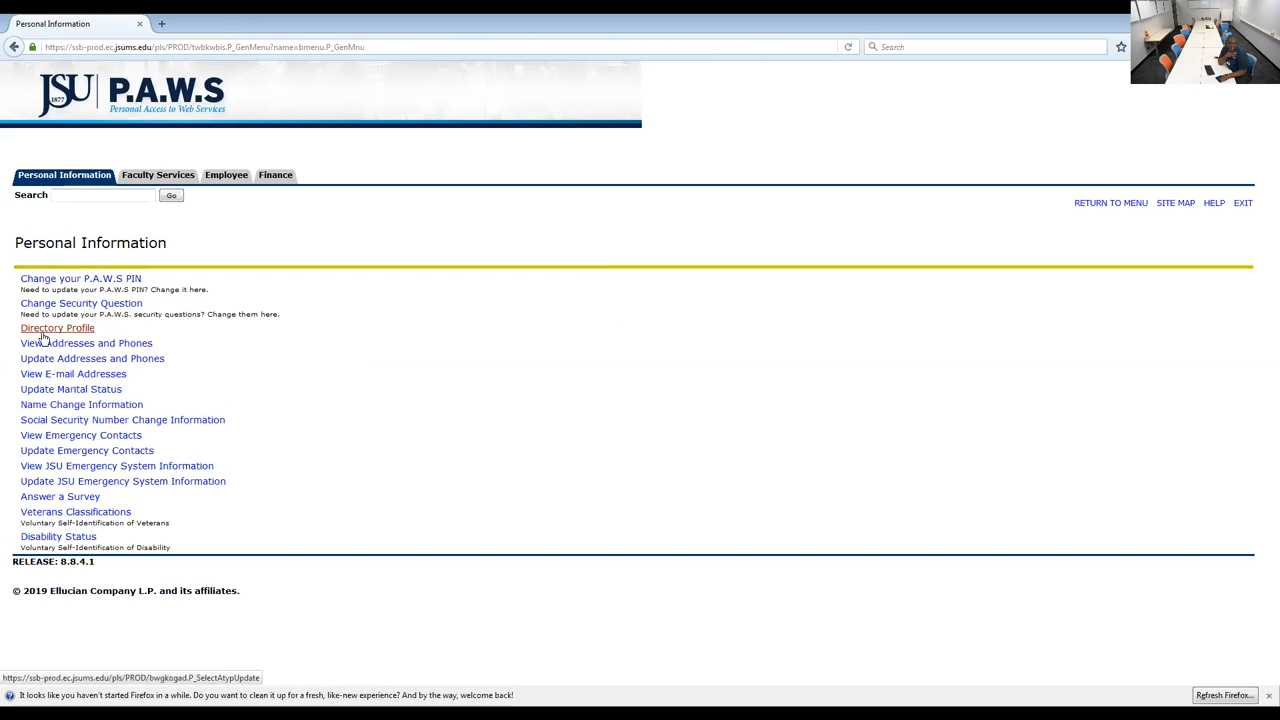 Personal Information
https://ssb-prod.ec.jsums.edu/pls/PROD/twbkwbis.P_GenMenu?name=bmenu.P_GenMnu
Search
JSU 1877 P.A.W.S
Personal Access to Web Services
Personal Information Faculty Services Employee Finance
Search Go
RETURN TO MENU SITE MAP HELP EXIT
Personal Information
Change your P.A.W.S PIN
Need to update your P.A.W.S PIN? Change it here.
Change Security Question
Need to update your P.A.W.S. security questions? Change them here.
Directory Profile
View Addresses and Phones
Update Addresses and Phones
View E-mail Addresses
Update Marital Status
Name Change Information
Social Security Number Change Information
View Emergency Contacts
Update Emergency Contacts
View JSU Emergency System Information
Update JSU Emergency System Information
Answer a Survey
Veterans Classifications
Voluntary Self-Identification of Veterans
Disability Status
Voluntary Self-Identification of Disability
RELEASE: 8.8.4.1
© 2019 Ellucian Company L.P. and its affiliates.
https://ssb-prod.ec.jsums.edu/pls/PROD/bwgkogad.P_SelectAtypUpdate
It looks like you haven't started Firefox in a while. Do you want to clean it up for a fresh, like-new experience? And by the way, welcome back!
Refresh Firefox...